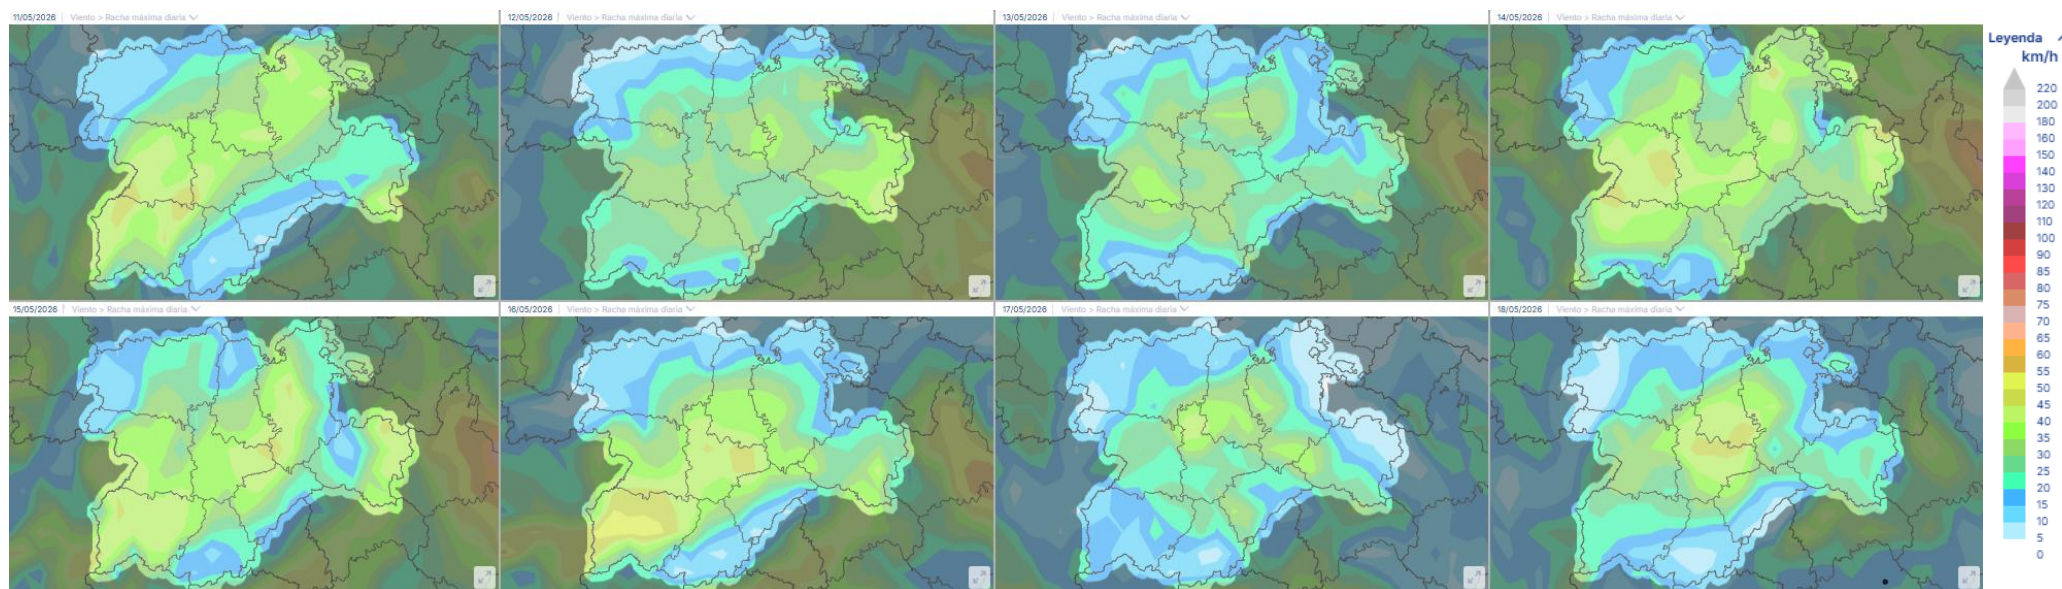 11/05/2026 | Viento > Racha máxima diaria
12/05/2026 | Viento > Racha máxima diaria
13/05/2026 | Viento > Racha máxima diaria
14/05/2026 | Viento > Racha máxima diaria
Leyenda
km/h
220
200
180
160
150
140
130
120
110
100
90
85
80
75
70
65
60
55
50
45
40
35
30
25
20
15
10
5
0
15/05/2026 | Viento > Racha máxima diaria
16/05/2026 | Viento > Racha máxima diaria
17/05/2026 | Viento > Racha máxima diaria
18/05/2026 | Viento > Racha máxima diaria